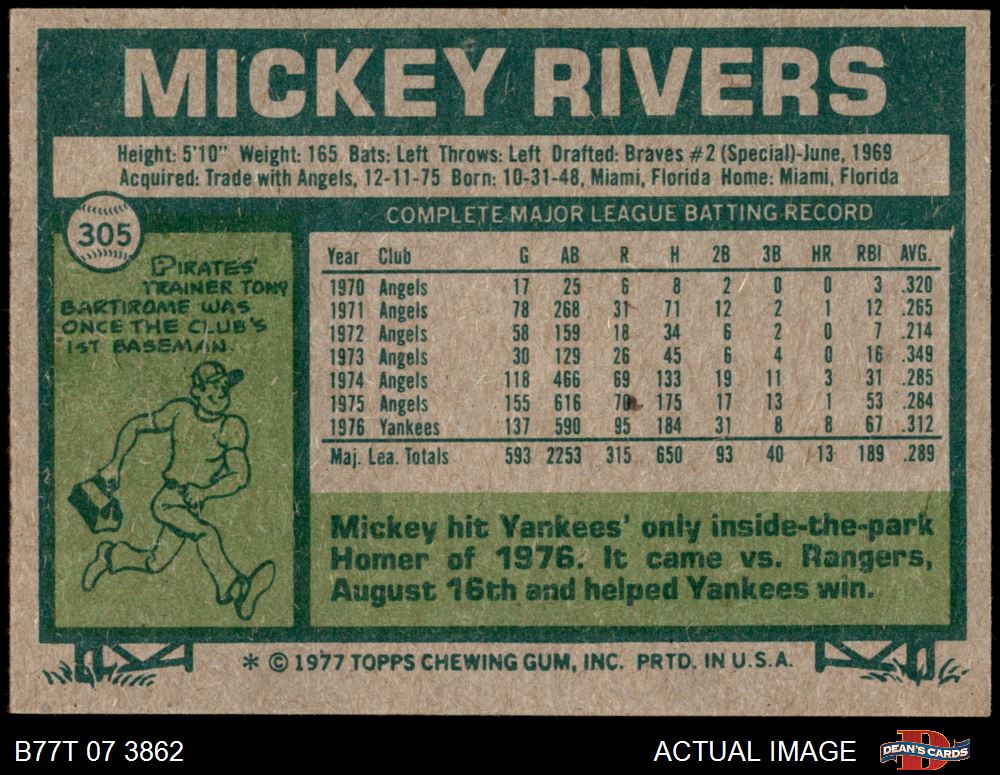 MICKEY RIVERS
Height: 5'10" Weight: 165 Bats: Left Throws: Left Drafted: Braves #2 (Special)-June, 1969
Acquired: Trade with Angels, 12-11-75 Born: 10-31-48, Miami, Florida Home: Miami, Florida
305
PIRATES'
TRAINER TONY
BARTIROME WAS
ONCE THE CLUB'S
1ST BASEMAN.
COMPLETE MAJOR LEAGUE BATTING RECORD
Year Club G AB R H 2B 3B HR RBI AVG.
1970 Angels 17 25 6 8 2 0 0 3 .320
1971 Angels 78 268 31 71 12 2 1 12 .265
1972 Angels 58 159 18 34 6 2 0 7 .214
1973 Angels 30 129 26 45 6 4 0 16 .349
1974 Angels 118 466 69 133 19 11 3 31 .285
1975 Angels 155 616 70 175 17 13 1 53 .284
1976 Yankees 137 590 95 184 31 8 8 67 .312
Maj. Lea. Totals 593 2253 315 650 93 40 13 189 .289
Mickey hit Yankees' only inside-the-park
Homer of 1976. It came vs. Rangers,
August 16th and helped Yankees win.
* © 1977 TOPPS CHEWING GUM, INC. PRTD. IN U.S.A.
B77T 07 3862
ACTUAL IMAGE
D
DEAN'S CARDS